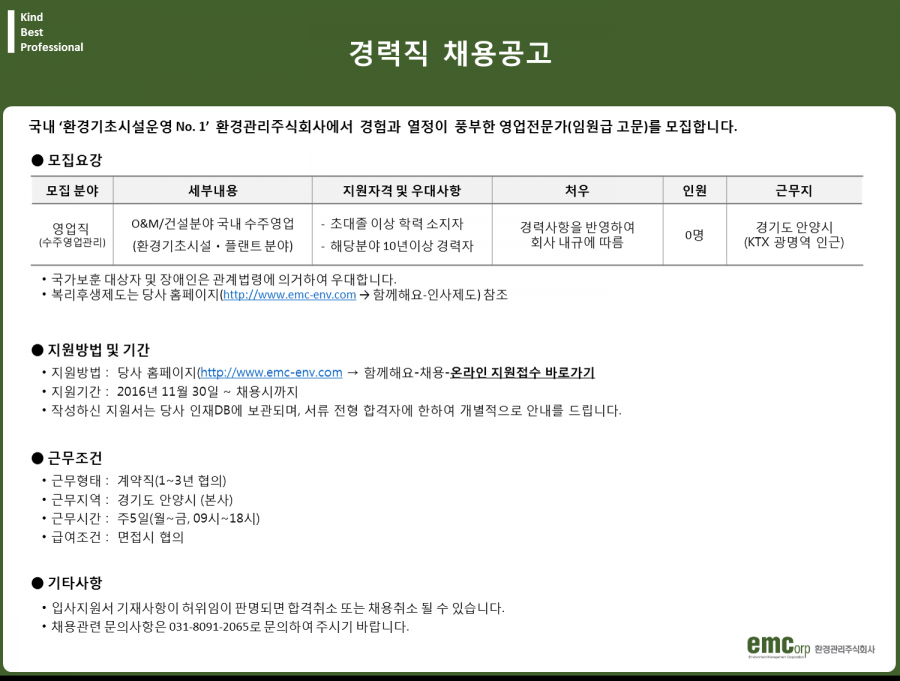 Kind
Best
Professional
경력직 채용공고
국내 ‘환경기초시설운영 No. 1’ 환경관리주식회사에서 경험과 열정이 풍부한 영업전문가(임원급 고문)를 모집합니다.
● 모집요강
모집 분야 세부내용 지원자격 및 우대사항 처우 인원 근무지
영업직
(수주영업관리)
O&M/건설분야 국내 수주영업
(환경기초시설・플랜트 분야)
- 초대졸 이상 학력 소지자
- 해당분야 10년이상 경력자
경력사항을 반영하여
회사 내규에 따름
0명
경기도 안양시
(KTX 광명역 인근)
• 국가보훈 대상자 및 장애인은 관계법령에 의거하여 우대합니다.
• 복리후생제도는 당사 홈페이지(http://www.emc-env.com → 함께해요-인사제도) 참조
● 지원방법 및 기간
• 지원방법 : 당사 홈페이지(http://www.emc-env.com → 함께해요-채용-온라인 지원접수 바로가기
• 지원기간 : 2016년 11월 30일 ~ 채용시까지
• 작성하신 지원서는 당사 인재DB에 보관되며, 서류 전형 합격자에 한하여 개별적으로 안내를 드립니다.
● 근무조건
• 근무형태 : 계약직(1~3년 협의)
• 근무지역 : 경기도 안양시 (본사)
• 근무시간 : 주5일(월~금, 09시~18시)
• 급여조건 : 면접시 협의
● 기타사항
• 입사지원서 기재사항이 허위임이 판명되면 합격취소 또는 채용취소 될 수 있습니다.
• 채용관련 문의사항은 031-8091-2065로 문의하여 주시기 바랍니다.
emcorp 환경관리주식회사